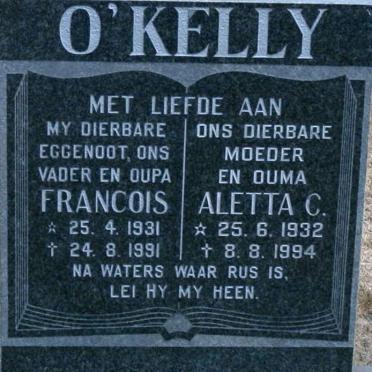 O'KELLY
MET LIEFDE AAN
MY DIERBARE
EGGENOOT, ONS
VADER EN OUPA
FRANCOIS
☆ 25. 4. 1931
✝ 24. 8. 1991
ONS DIERBARE
MOEDER
EN OUMA
ALETTA C.
☆ 25. 6. 1932
✝ 8. 8. 1994
NA WATERS WAAR RUS IS,
LEI HY MY HEEN.